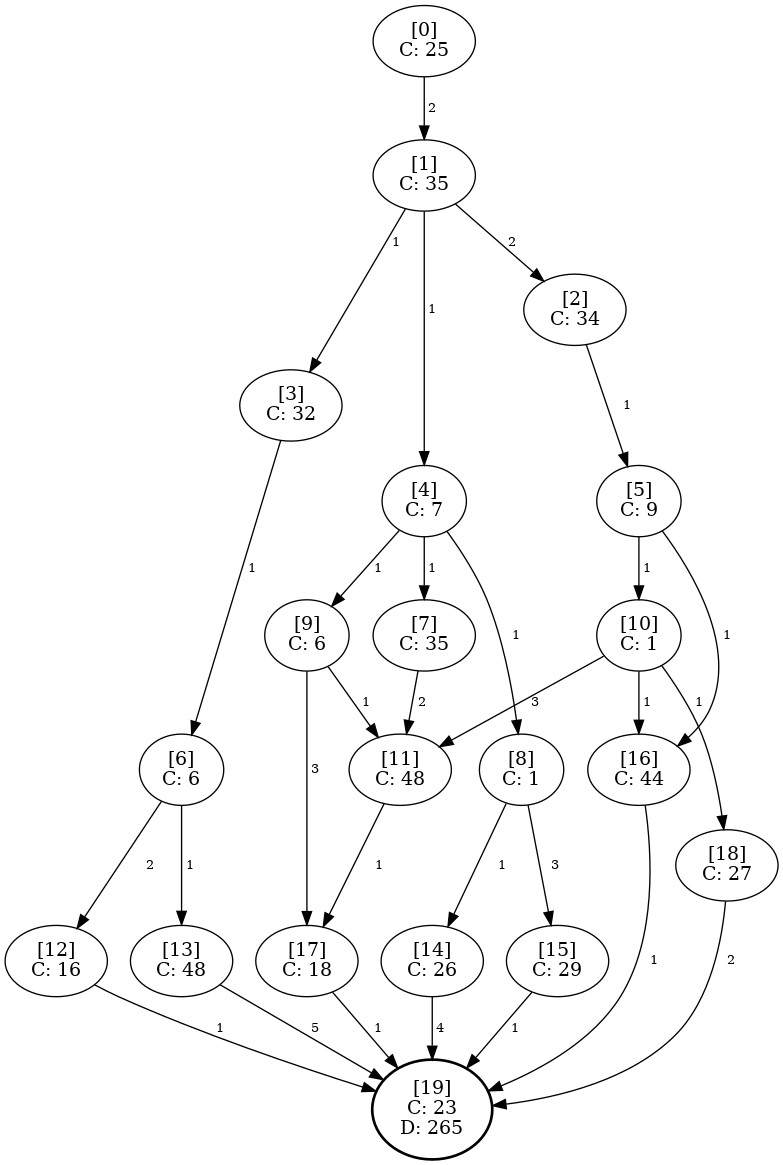 [0]
C: 25
2
[1]
C: 35
1
1
2
[2]
C: 34
[3]
C: 32
1
[4]
C: 7
[5]
C: 9
1
1
1
1
1
1
[9]
C: 6
[7]
C: 35
[10]
C: 1
1
2
3
1
1
3
[6]
C: 6
[11]
C: 48
[8]
C: 1
[16]
C: 44
2
1
1
1
3
[18]
C: 27
[12]
C: 16
[13]
C: 48
[17]
C: 18
[14]
C: 26
[15]
C: 29
1
2
1
5
1
4
1
[19]
C: 23
D: 265